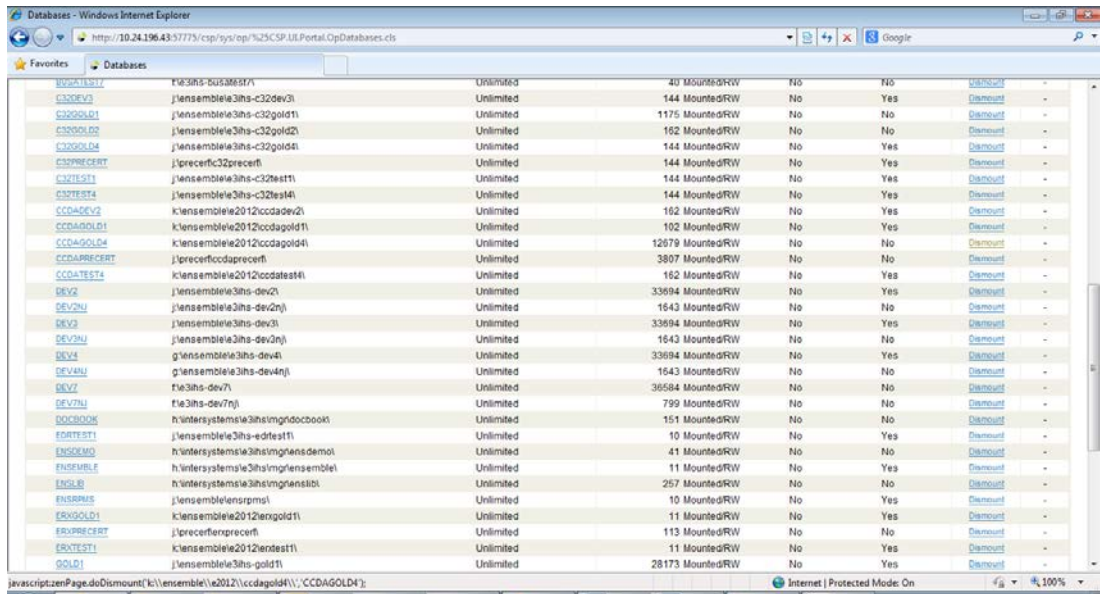 Databases - Windows Internet Explorer
http://10.24.196.43:57775/csp/sys/op/%25CSP.UI.Portal.OpDatabases.cls Google
Favorites Databases
BUSATEST7 f:\e3ihs-busatest7\ Unlimited 40 Mounted/RW No No Dismount -
C32DEV3 j:\ensemble\e3ihs-c32dev3\ Unlimited 144 Mounted/RW No Yes Dismount -
C32GOLD1 j:\ensemble\e3ihs-c32gold1\ Unlimited 1175 Mounted/RW No No Dismount -
C32GOLD2 j:\ensemble\e3ihs-c32gold2\ Unlimited 162 Mounted/RW No No Dismount -
C32GOLD4 j:\ensemble\e3ihs-c32gold4\ Unlimited 144 Mounted/RW No Yes Dismount -
C32PRECERT j:\precert\c32precert\ Unlimited 144 Mounted/RW No Yes Dismount -
C32TEST1 j:\ensemble\e3ihs-c32test1\ Unlimited 144 Mounted/RW No Yes Dismount -
C32TEST4 j:\ensemble\e3ihs-c32test4\ Unlimited 144 Mounted/RW No Yes Dismount -
CCDADEV2 k:\ensemble\e2012\ccdadev2\ Unlimited 162 Mounted/RW No Yes Dismount -
CCDAGOLD1 k:\ensemble\e2012\ccdagold1\ Unlimited 102 Mounted/RW No Yes Dismount -
CCDAGOLD4 k:\ensemble\e2012\ccdagold4\ Unlimited 12679 Mounted/RW No No Dismount -
CCDAPRECERT j:\precert\ccdaprecert\ Unlimited 3807 Mounted/RW No No Dismount -
CCDATEST4 k:\ensemble\e2012\ccdatest4\ Unlimited 162 Mounted/RW No Yes Dismount -
DEV2 j:\ensemble\e3ihs-dev2\ Unlimited 33694 Mounted/RW No Yes Dismount -
DEV2NJ j:\ensemble\e3ihs-dev2nj\ Unlimited 1643 Mounted/RW No No Dismount -
DEV3 j:\ensemble\e3ihs-dev3\ Unlimited 33694 Mounted/RW No Yes Dismount -
DEV3NJ j:\ensemble\e3ihs-dev3nj\ Unlimited 1643 Mounted/RW No No Dismount -
DEV4 g:\ensemble\e3ihs-dev4\ Unlimited 33694 Mounted/RW No Yes Dismount -
DEV4NJ g:\ensemble\e3ihs-dev4nj\ Unlimited 1643 Mounted/RW No No Dismount -
DEV7 f:\e3ihs-dev7\ Unlimited 36584 Mounted/RW No No Dismount -
DEV7NJ f:\e3ihs-dev7nj\ Unlimited 799 Mounted/RW No No Dismount -
DOCBOOK h:\intersystems\e3ihs\mgr\docbook\ Unlimited 151 Mounted/RW No No Dismount -
EDRTEST1 j:\ensemble\e3ihs-edrtest1\ Unlimited 10 Mounted/RW No Yes Dismount -
ENSDEMO h:\intersystems\e3ihs\mgr\ensdemo\ Unlimited 41 Mounted/RW No No Dismount -
ENSEMBLE h:\intersystems\e3ihs\mgr\ensemble\ Unlimited 11 Mounted/RW No Yes Dismount -
ENSLIB h:\intersystems\e3ihs\mgr\enslib\ Unlimited 257 Mounted/RW No No Dismount -
ENSRPMS j:\ensemble\ensrpms\ Unlimited 10 Mounted/RW No Yes Dismount -
ERXGOLD1 k:\ensemble\e2012\erxgold1\ Unlimited 11 Mounted/RW No Yes Dismount -
ERXPRECERT j:\precert\erxprecert\ Unlimited 113 Mounted/RW No No Dismount -
ERXTEST1 k:\ensemble\e2012\erxtest1\ Unlimited 11 Mounted/RW No Yes Dismount -
GOLD1 j:\ensemble\e3ihs-gold1\ Unlimited 28173 Mounted/RW No Yes Dismount -
javascript:zenPage.doDismount('k:\\ensemble\\e2012\\ccdagold4\\','CCDAGOLD4'); Internet | Protected Mode: On 100%